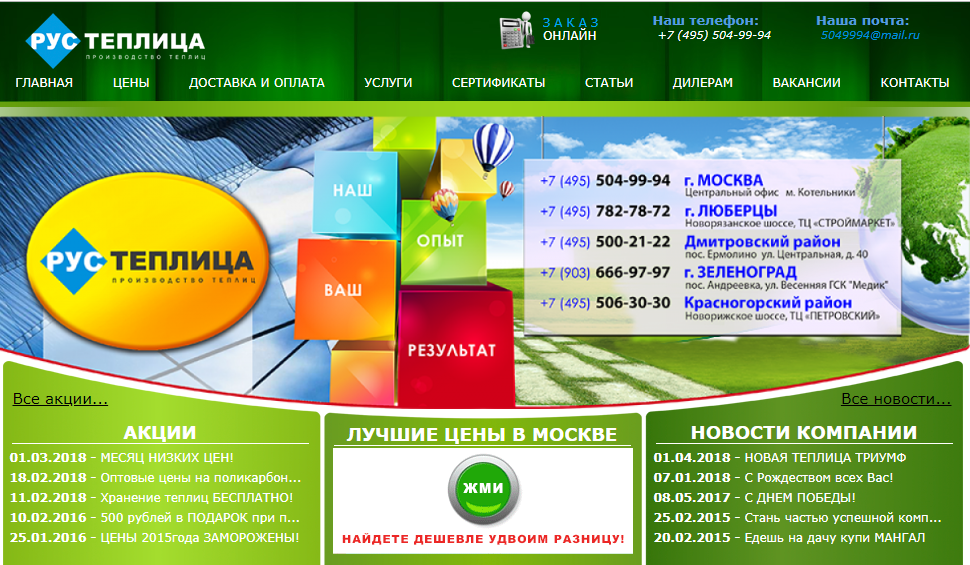 РУС ТЕПЛИЦА
ПРОИЗВОДСТВО ТЕПЛИЦ
ЗАКАЗ
ОНЛАЙН
Наш телефон:
+7 (495) 504-99-94
Наша почта:
5049994@mail.ru
ГЛАВНАЯ ЦЕНЫ ДОСТАВКА И ОПЛАТА УСЛУГИ СЕРТИФИКАТЫ СТАТЬИ ДИЛЕРАМ ВАКАНСИИ КОНТАКТЫ
РУС ТЕПЛИЦА
ПРОИЗВОДСТВО ТЕПЛИЦ
НАШ
ОПЫТ
ВАШ
РЕЗУЛЬТАТ
+7 (495) 504-99-94 г. МОСКВА
Центральный офис м. Котельники
+7 (495) 782-78-72 г. ЛЮБЕРЦЫ
Новорязанское шоссе, ТЦ «СТРОЙМАРКЕТ»
+7 (495) 500-21-22 Дмитровский район
пос. Ермолино ул. Центральная, д. 40
+7 (903) 666-97-97 г. ЗЕЛЕНОГРАД
пос. Андреевка, ул. Весенняя ГСК "Медик"
+7 (495) 506-30-30 Красногорский район
Новорижское шоссе, ТЦ «ПЕТРОВСКИЙ»
Все акции...
АКЦИИ
01.03.2018 - МЕСЯЦ НИЗКИХ ЦЕН!
18.02.2018 - Оптовые цены на поликарбон...
11.02.2018 - Хранение теплиц БЕСПЛАТНО!
10.02.2016 - 500 рублей в ПОДАРОК при п...
25.01.2016 - ЦЕНЫ 2015года ЗАМОРОЖЕНЫ!
ЛУЧШИЕ ЦЕНЫ В МОСКВЕ
ЖМИ
НАЙДЕТЕ ДЕШЕВЛЕ УДВОИМ РАЗНИЦУ!
Все новости...
НОВОСТИ КОМПАНИИ
01.04.2018 - НОВАЯ ТЕПЛИЦА ТРИУМФ
07.01.2018 - С Рождеством всех Вас!
08.05.2017 - С ДНЕМ ПОБЕДЫ!
25.02.2015 - Стань частью успешной комп...
20.02.2015 - Едешь на дачу купи МАНГАЛ